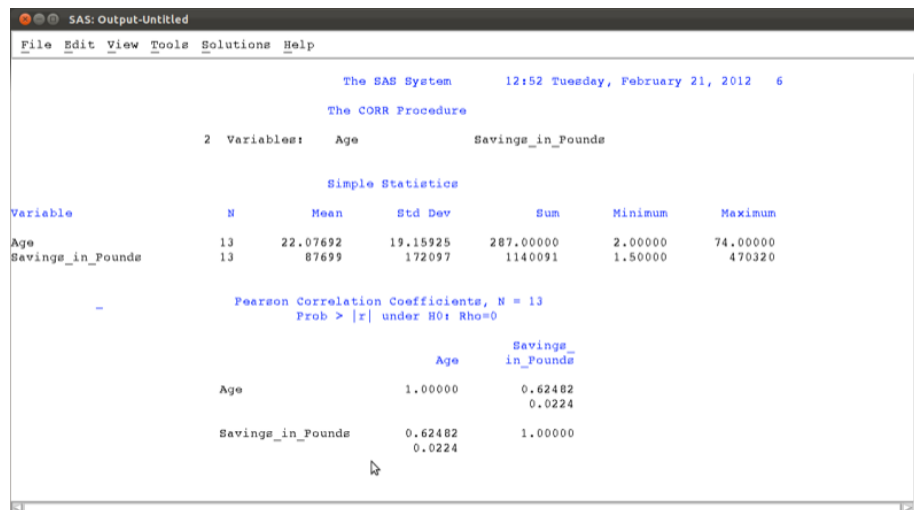 SAS: Output-Untitled
File Edit View Tools Solutions Help
The SAS System 12:52 Tuesday, February 21, 2012 6
The CORR Procedure
2 Variables: Age Savings_in_Pounds
Simple Statistics
Variable N Mean Std Dev Sum Minimum Maximum
Age 13 22.07692 19.15925 287.00000 2.00000 74.00000
Savings_in_Pounds 13 87699 172097 1140091 1.50000 470320
Pearson Correlation Coefficients, N = 13
Prob > |r| under H0: Rho=0
Savings_
Age in_Pounds
Age 1.00000 0.62482
0.0224
Savings_in_Pounds 0.62482 1.00000
0.0224